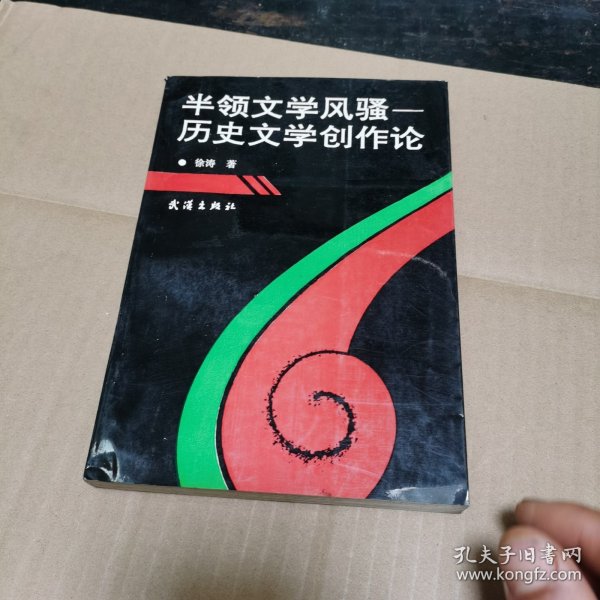 半领文学风骚—
历史文学创作论
● 徐涛 著
武汉出版社
孔夫子旧书网
www.kongfz.com